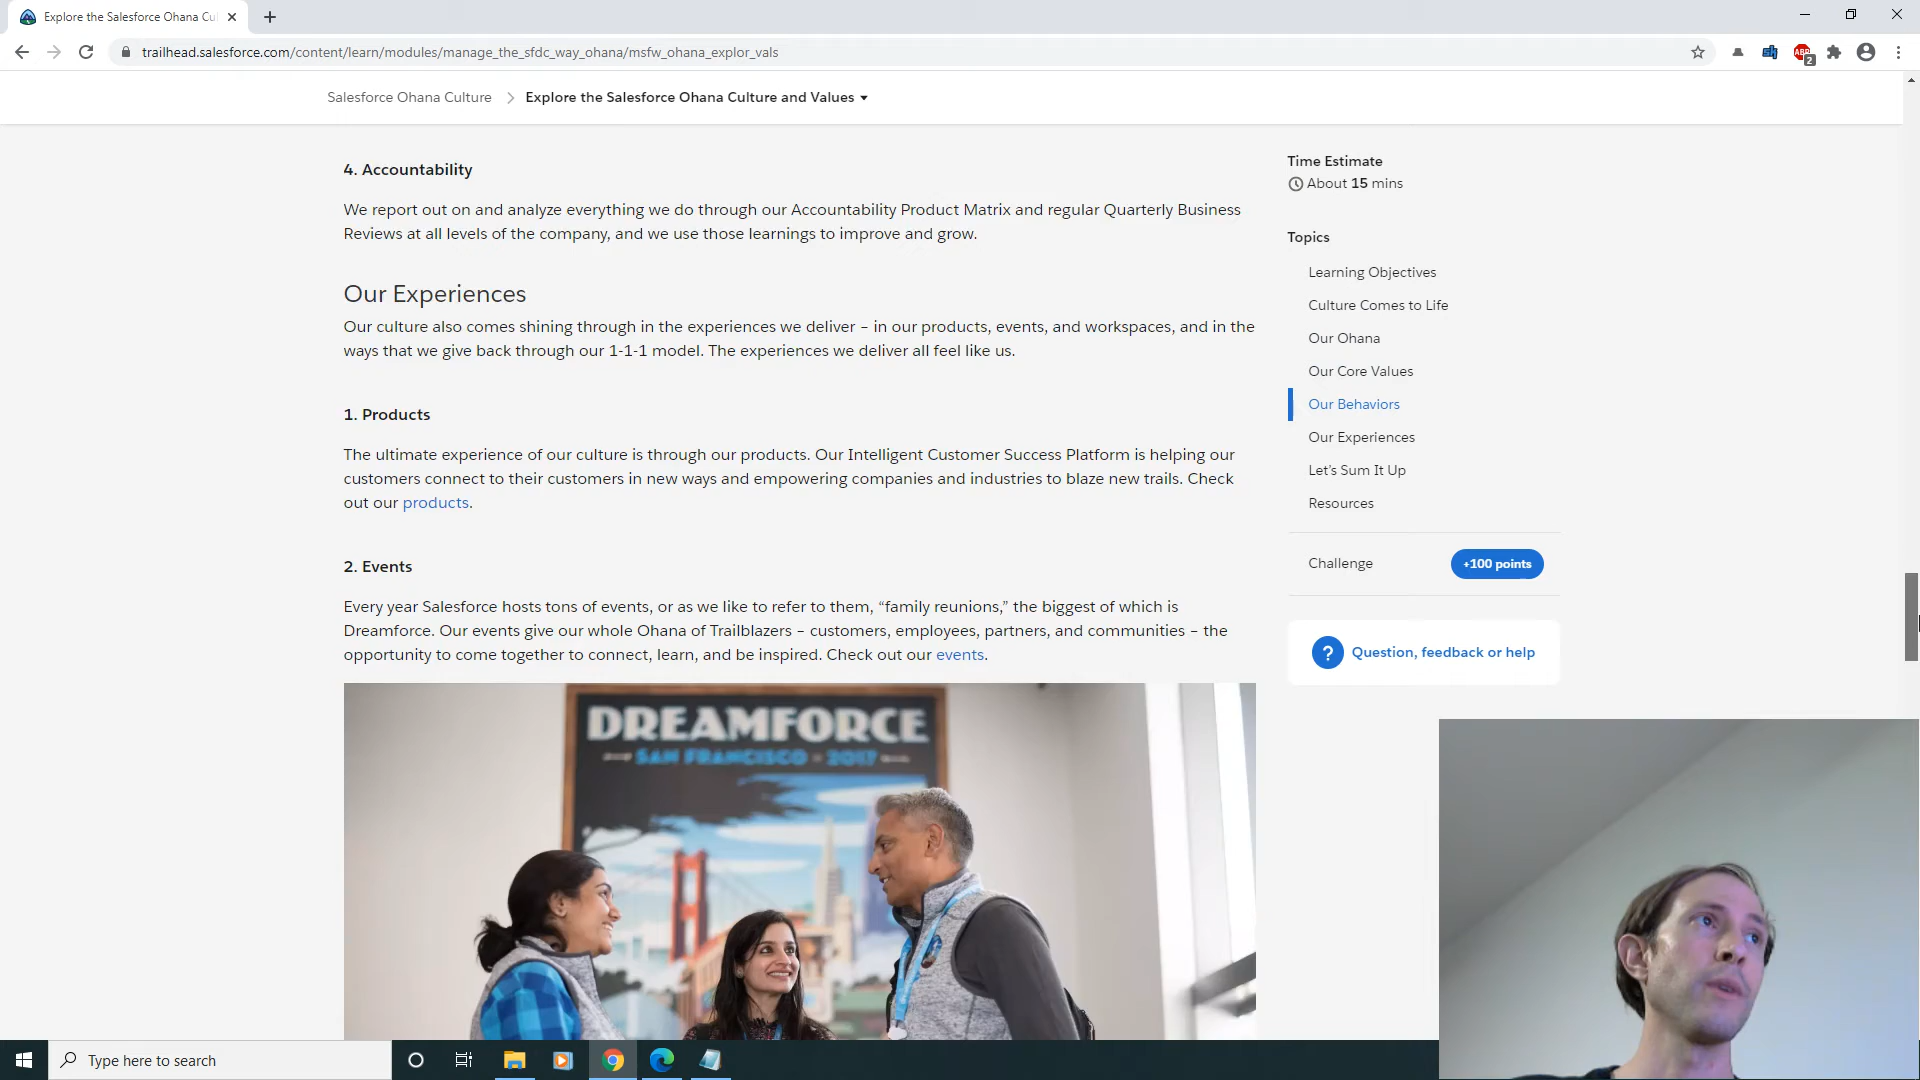 Explore the Salesforce Ohana Cu
trailhead.salesforce.com/content/learn/modules/manage_the_sfdc_way_ohana/msfw_ohana_explor_vals
ABP
2
Salesforce Ohana Culture
Explore the Salesforce Ohana Culture and Values
4. Accountability
We report out on and analyze everything we do through our Accountability Product Matrix and regular Quarterly Business
Reviews at all levels of the company, and we use those learnings to improve and grow.
Our Experiences
Our culture also comes shining through in the experiences we deliver – in our products, events, and workspaces, and in the
ways that we give back through our 1-1-1 model. The experiences we deliver all feel like us.
1. Products
The ultimate experience of our culture is through our products. Our Intelligent Customer Success Platform is helping our
customers connect to their customers in new ways and empowering companies and industries to blaze new trails. Check
out our products.
2. Events
Every year Salesforce hosts tons of events, or as we like to refer to them, “family reunions,” the biggest of which is
Dreamforce. Our events give our whole Ohana of Trailblazers – customers, employees, partners, and communities – the
opportunity to come together to connect, learn, and be inspired. Check out our events.
DREAMFORCE
SAN FRANCISCO - 2017
Time Estimate
About 15 mins
Topics
Learning Objectives
Culture Comes to Life
Our Ohana
Our Core Values
Our Behaviors
Our Experiences
Let’s Sum It Up
Resources
Challenge
+100 points
? Question, feedback or help
Type here to search